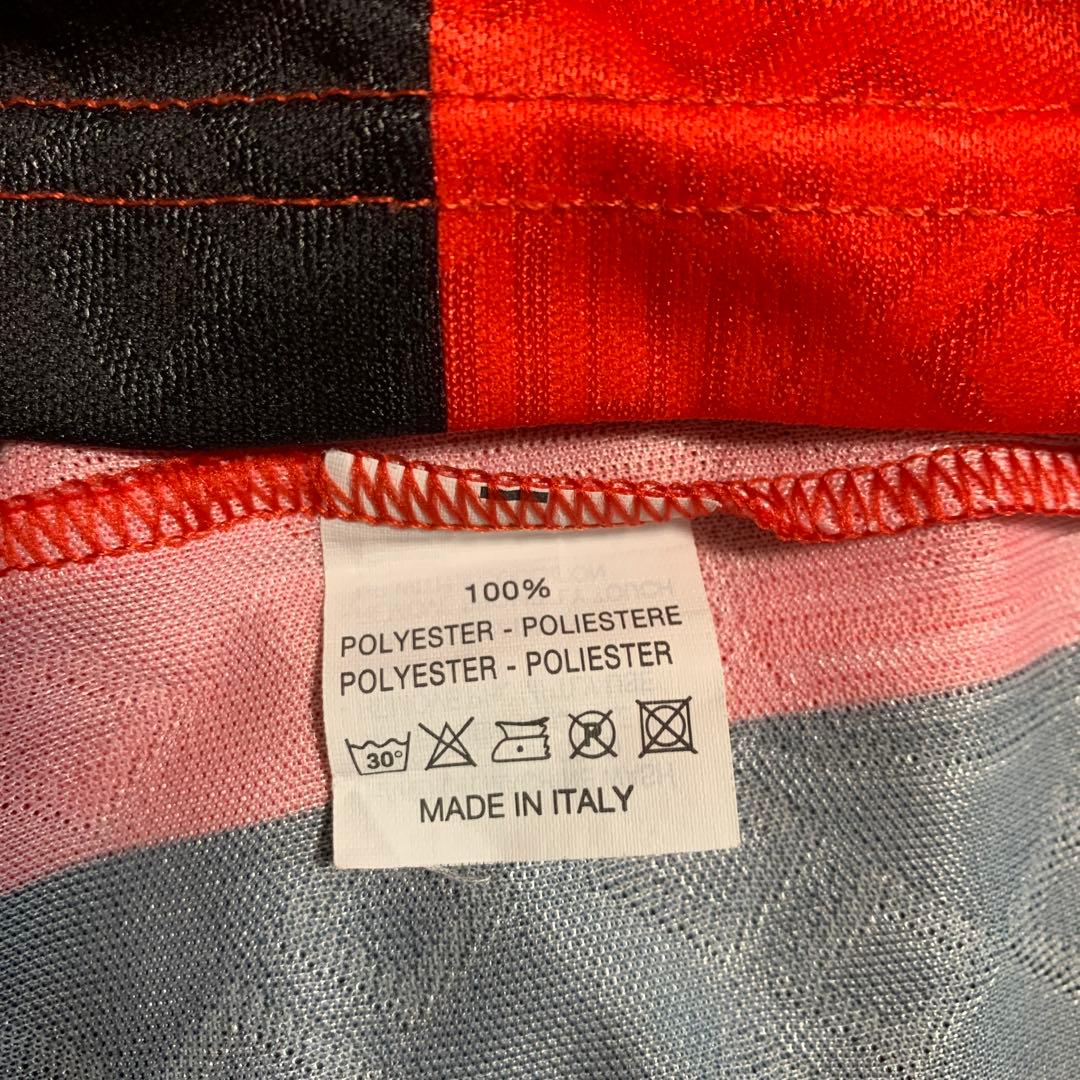 100%
POLYESTER - POLIESTERE
POLYESTER - POLIESTER
30°
MADE IN ITALY